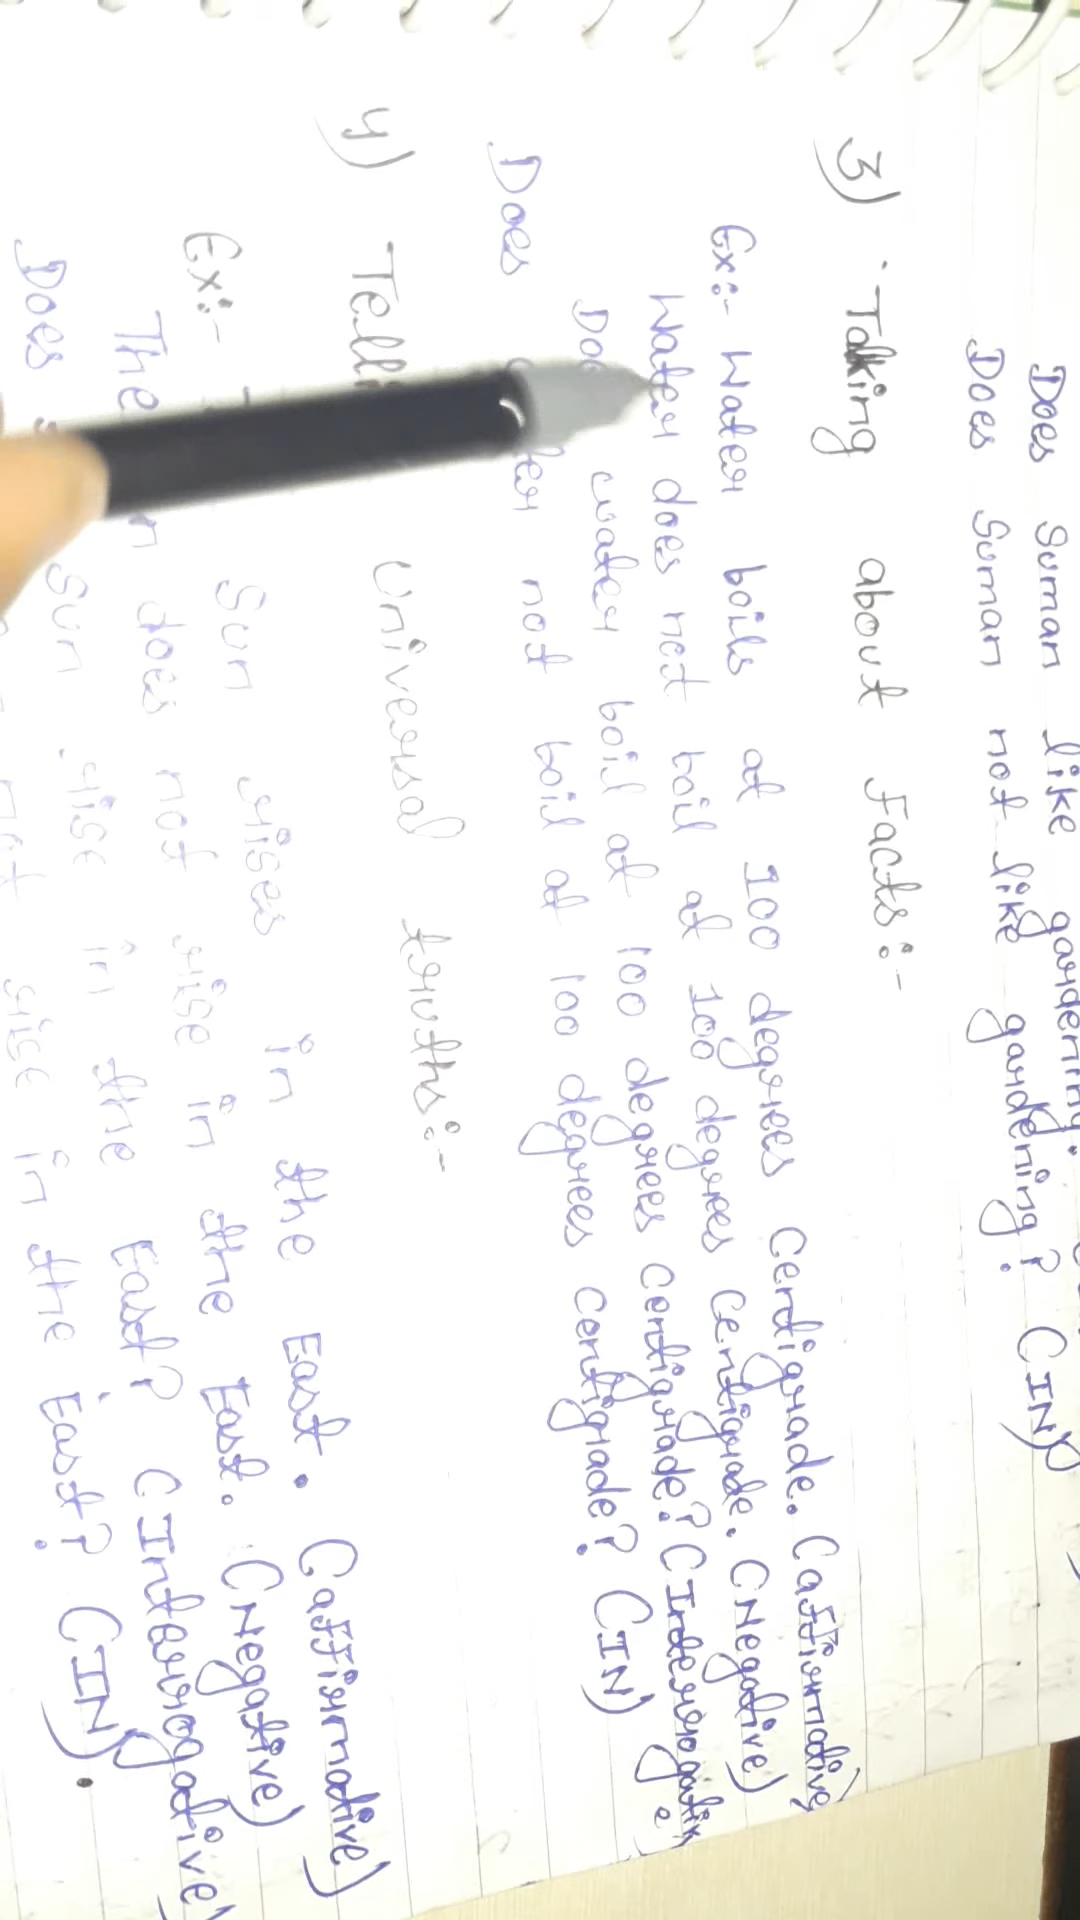 Does Suman like gardening?
Does Suman not like gardening? (IN)
3) Talking about Facts:-
Ex:- Water boils at 100 degrees Centigrade. (affirmative)
Water does not boil at 100 degrees Centigrade. (Negative)
water boil at 100 degrees Centigrade? (Interrogative)
Does not boil at 100 degrees Centigrade? (IN)
4) Universal truths:-
Ex:- Sun rises in the East. (affirmative)
The does not rise in the East. (Negative)
Does Sun rise in the East? (Interrogative)
rise in the East? (IN).